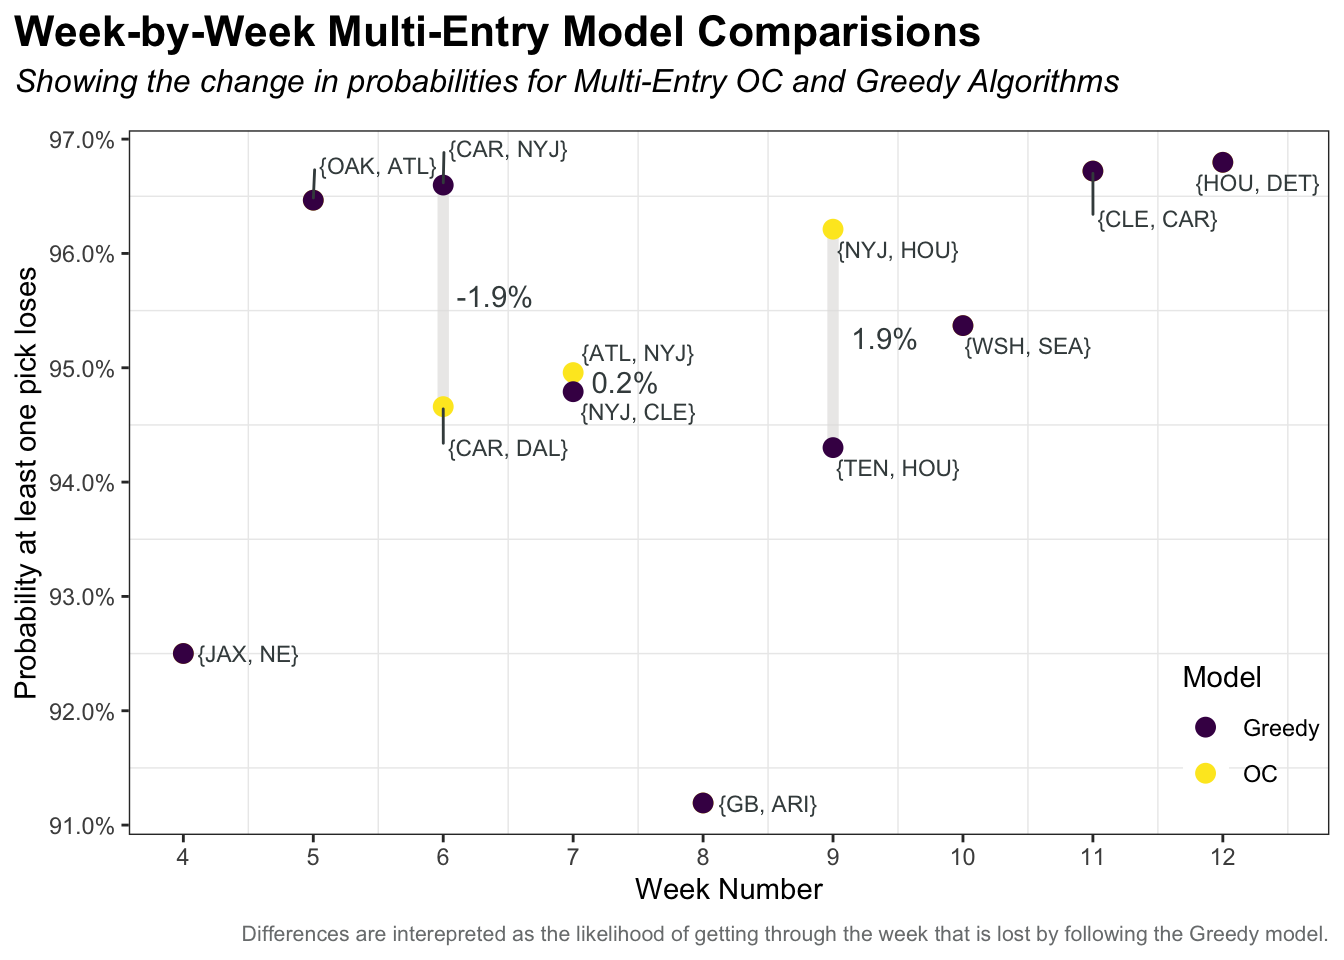 Week-by-Week Multi-Entry Model Comparisions
Showing the change in probabilities for Multi-Entry OC and Greedy Algorithms
Probability at least one pick loses
97.0%
96.0%
95.0%
94.0%
93.0%
92.0%
91.0%
{OAK, ATL}
{CAR, NYJ}
{HOU, DET}
{CLE, CAR}
{NYJ, HOU}
-1.9%
1.9%
{WSH, SEA}
{ATL, NYJ}
0.2%
{NYJ, CLE}
{CAR, DAL}
{TEN, HOU}
{JAX, NE}
{GB, ARI}
Model
Greedy
OC
4 5 6 7 8 9 10 11 12
Week Number
Differences are interepreted as the likelihood of getting through the week that is lost by following the Greedy model.